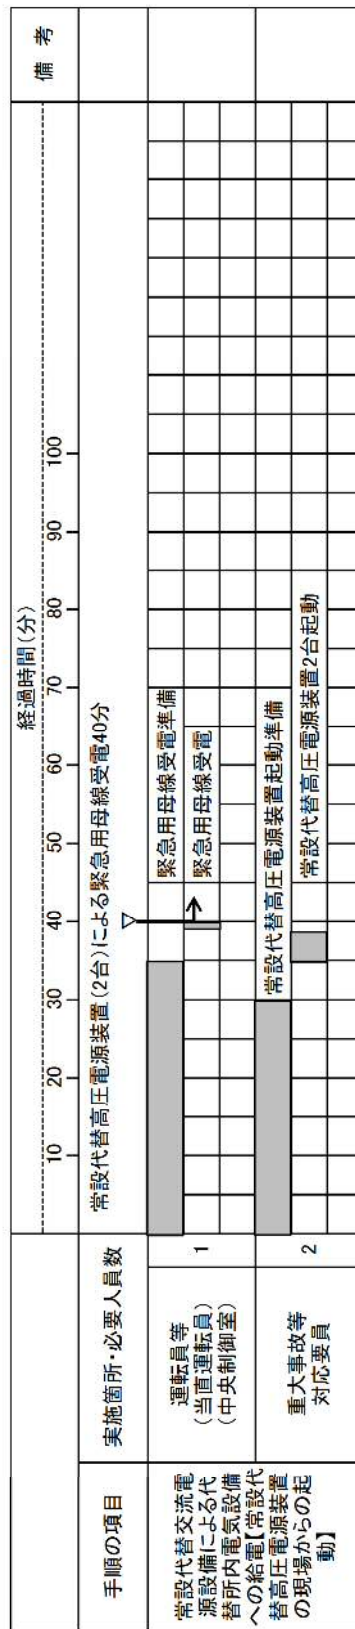 経過時間(分)
備 考
10 20 30 40 50 60 70 80 90 100
手順の項目
実施箇所・必要人員数
常設代替高圧電源装置(2台)による緊急用母線受電40分
▽
常設代替交流電
源設備による代
替所内電気設備
への給電【常設代
替高圧電源装置
の現場からの起
動】
運転員等
(当直運転員)
(中央制御室)
1
緊急用母線受電準備
緊急用母線受電
重大事故等
対応要員
2
常設代替高圧電源装置起動準備
常設代替高圧電源装置2台起動